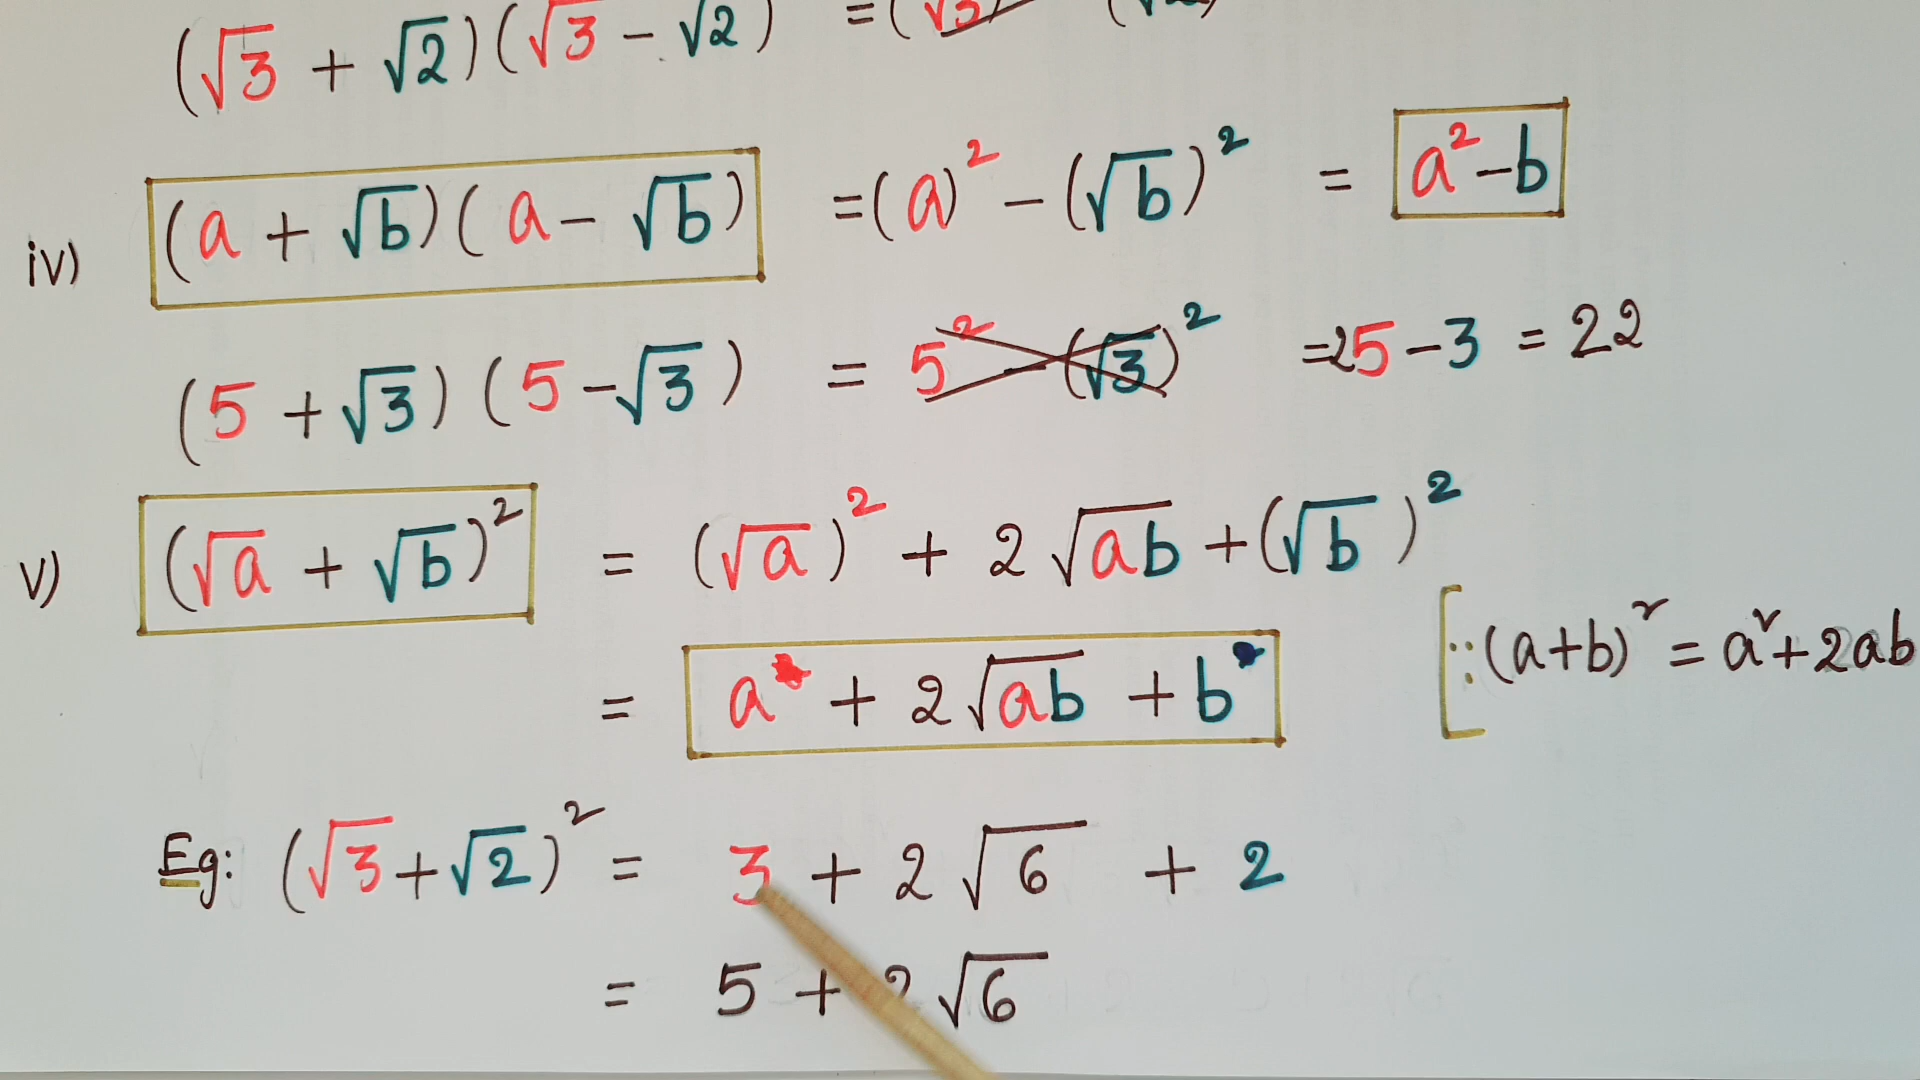 (√3 + √2)(√3 - √2) = (√3)
iv) (a + √b)(a - √b) = (a)² - (√b)² = a² - b
(5 + √3)(5 - √3) = 5² - (√3)² = 25 - 3 = 22
v) (√a + √b)² = (√a)² + 2√ab + (√b)²
= a + 2√ab + b
[∵ (a+b)² = a² + 2ab
Eg: (√3 + √2)² = 3 + 2√6 + 2
= 5 + 2√6